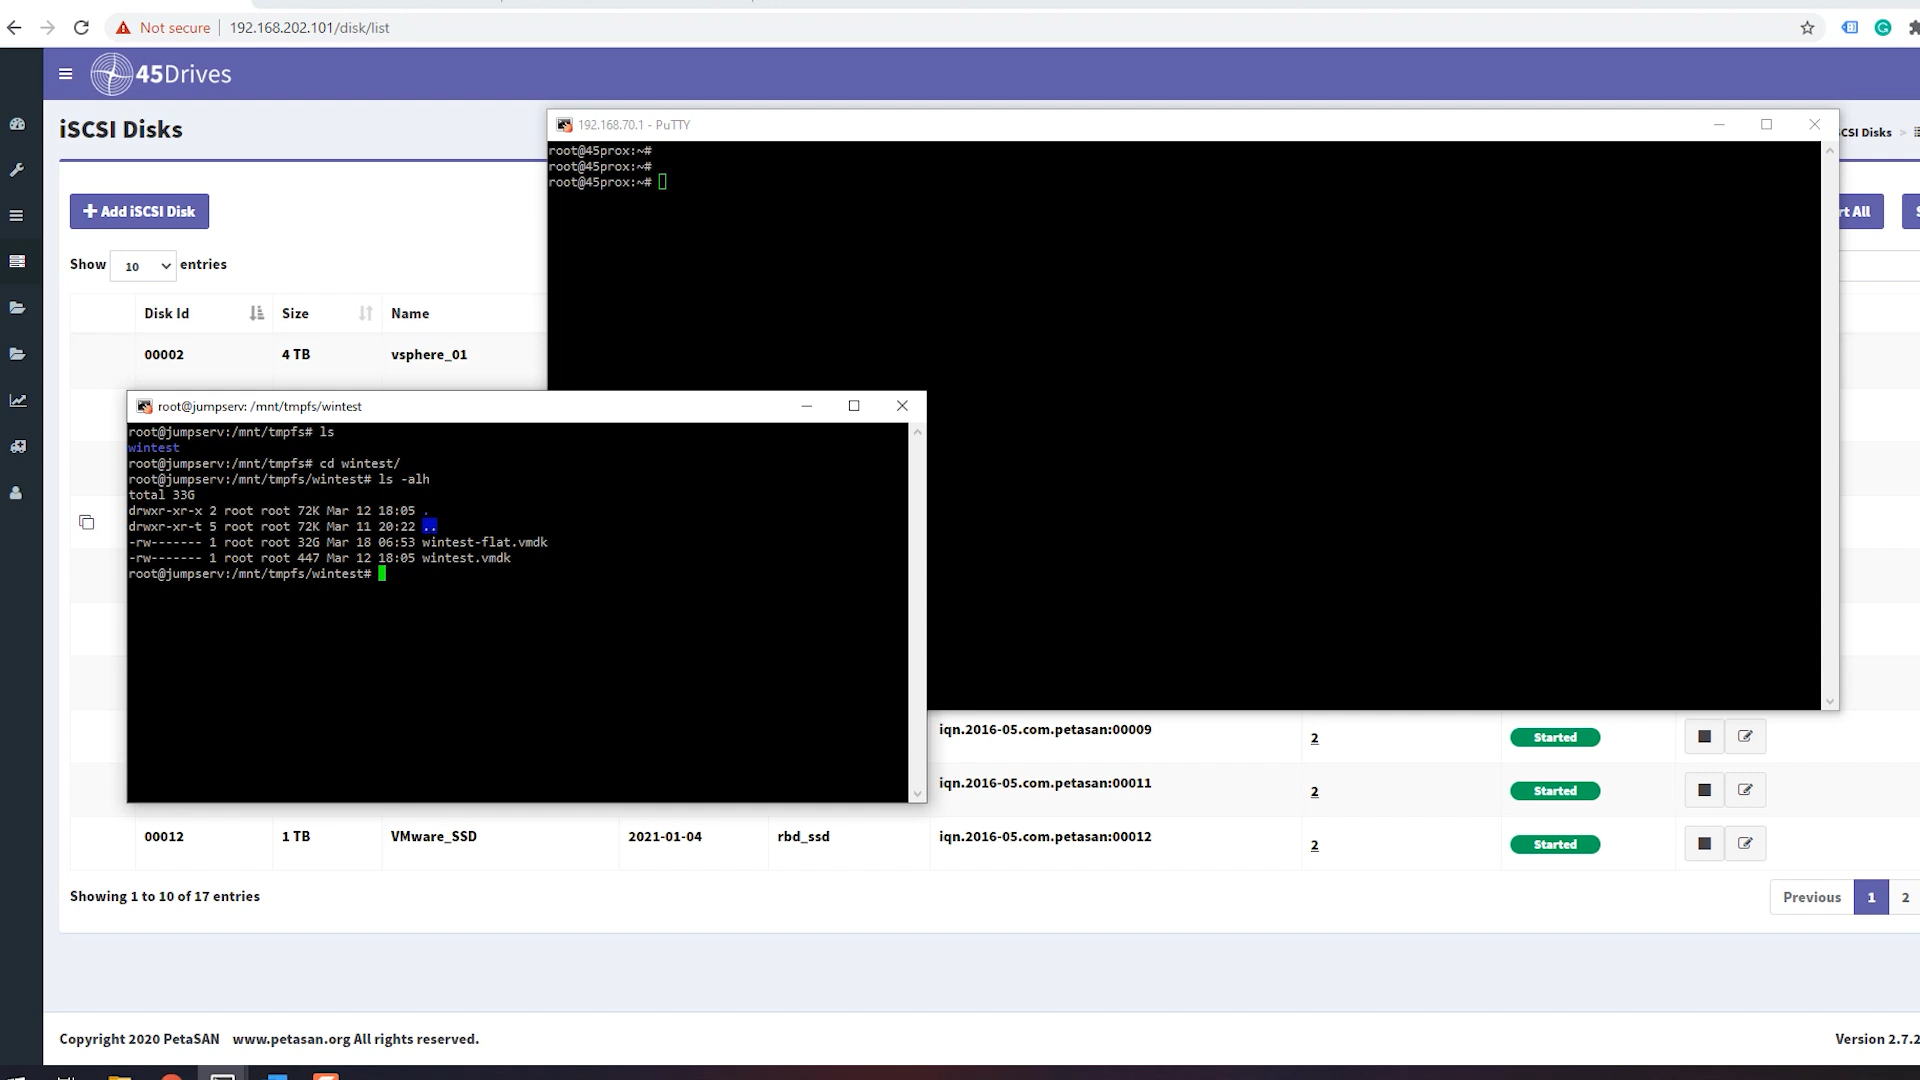 Not secure
192.168.202.101/disk/list
45Drives
iSCSI Disks
192.168.70.1 - PuTTY
root@45prox:~#
root@45prox:~#
root@45prox:~#
Add iSCSI Disk
Show 10 entries
Disk Id Size Name
00002 4 TB vsphere_01
root@jumpserv: /mnt/tmpfs/wintest
root@jumpserv:/mnt/tmpfs# ls
wintest
root@jumpserv:/mnt/tmpfs# cd wintest/
root@jumpserv:/mnt/tmpfs/wintest# ls -alh
total 33G
drwxr-xr-x 2 root root 72K Mar 12 18:05 .
drwxr-xr-t 5 root root 72K Mar 11 20:22 ..
-rw------- 1 root root 32G Mar 18 06:53 wintest-flat.vmdk
-rw------- 1 root root 447 Mar 12 18:05 wintest.vmdk
root@jumpserv:/mnt/tmpfs/wintest#
iqn.2016-05.com.petasan:00009 2 Started
iqn.2016-05.com.petasan:00011 2 Started
00012 1 TB VMware_SSD 2021-01-04 rbd_ssd iqn.2016-05.com.petasan:00012 2 Started
Showing 1 to 10 of 17 entries
Previous 1 2
Copyright 2020 PetaSAN www.petasan.org All rights reserved.
Version 2.7.2